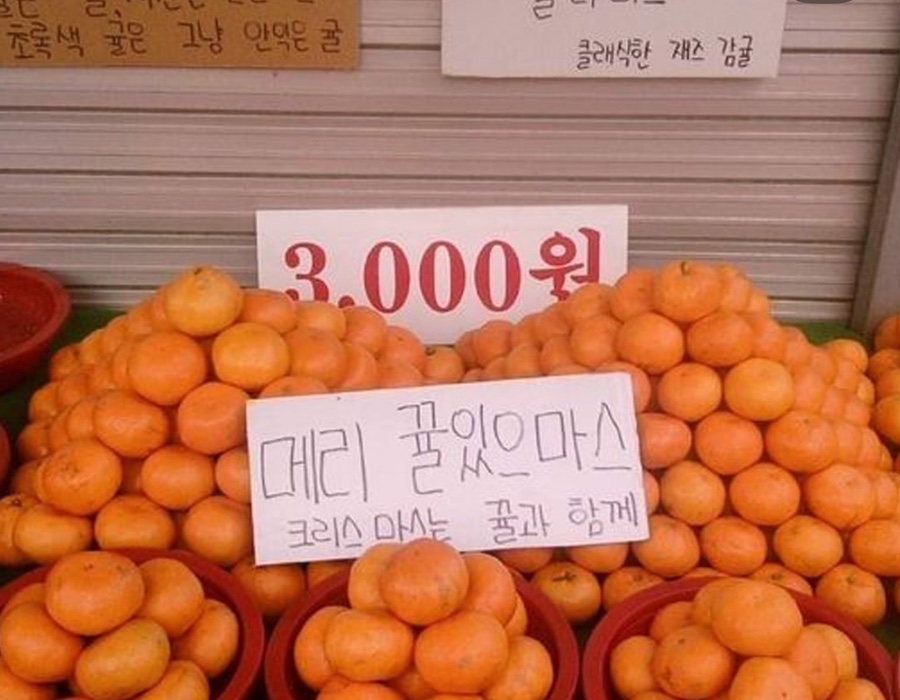 초록색 귤은 그냥 안익은 귤
클래식한 재즈 감귤
3.000원
메리 귤있으마스
크리스마스는 귤과 함께